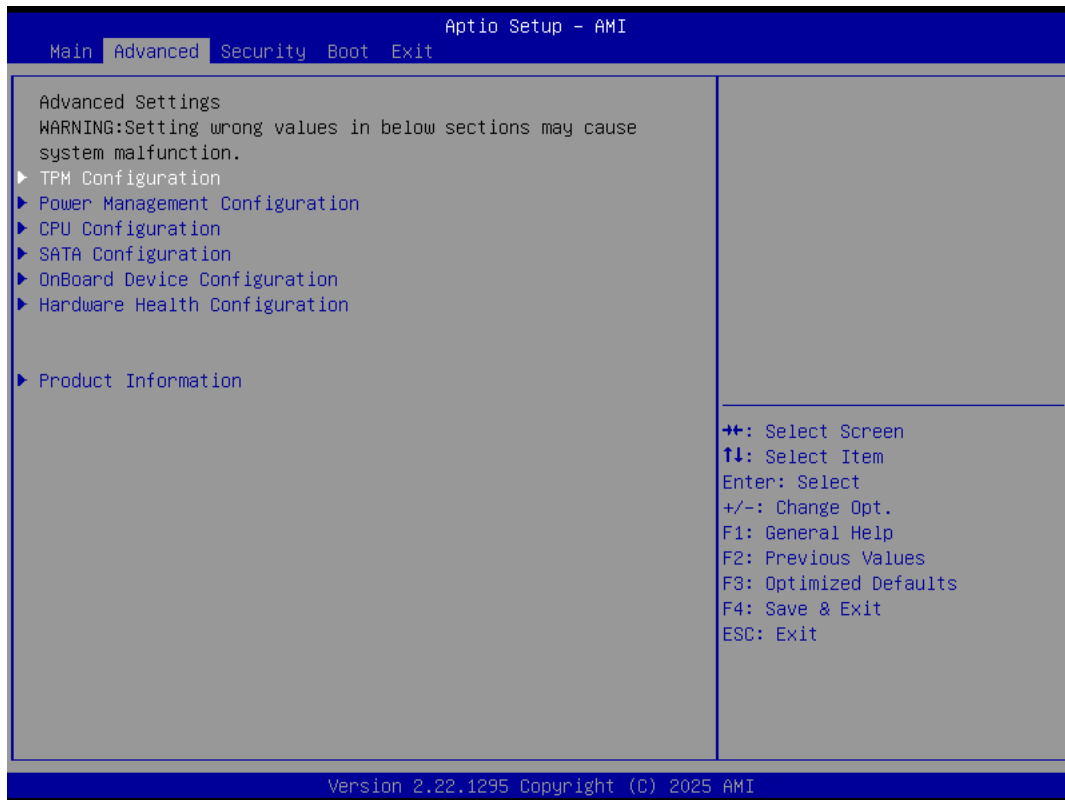 Aptio Setup – AMI
Main Advanced Security Boot Exit
Advanced Settings
WARNING:Setting wrong values in below sections may cause
system malfunction.
TPM Configuration
Power Management Configuration
CPU Configuration
SATA Configuration
OnBoard Device Configuration
Hardware Health Configuration
Product Information
→←: Select Screen
↑↓: Select Item
Enter: Select
+/-: Change Opt.
F1: General Help
F2: Previous Values
F3: Optimized Defaults
F4: Save & Exit
ESC: Exit
Version 2.22.1295 Copyright (C) 2025 AMI